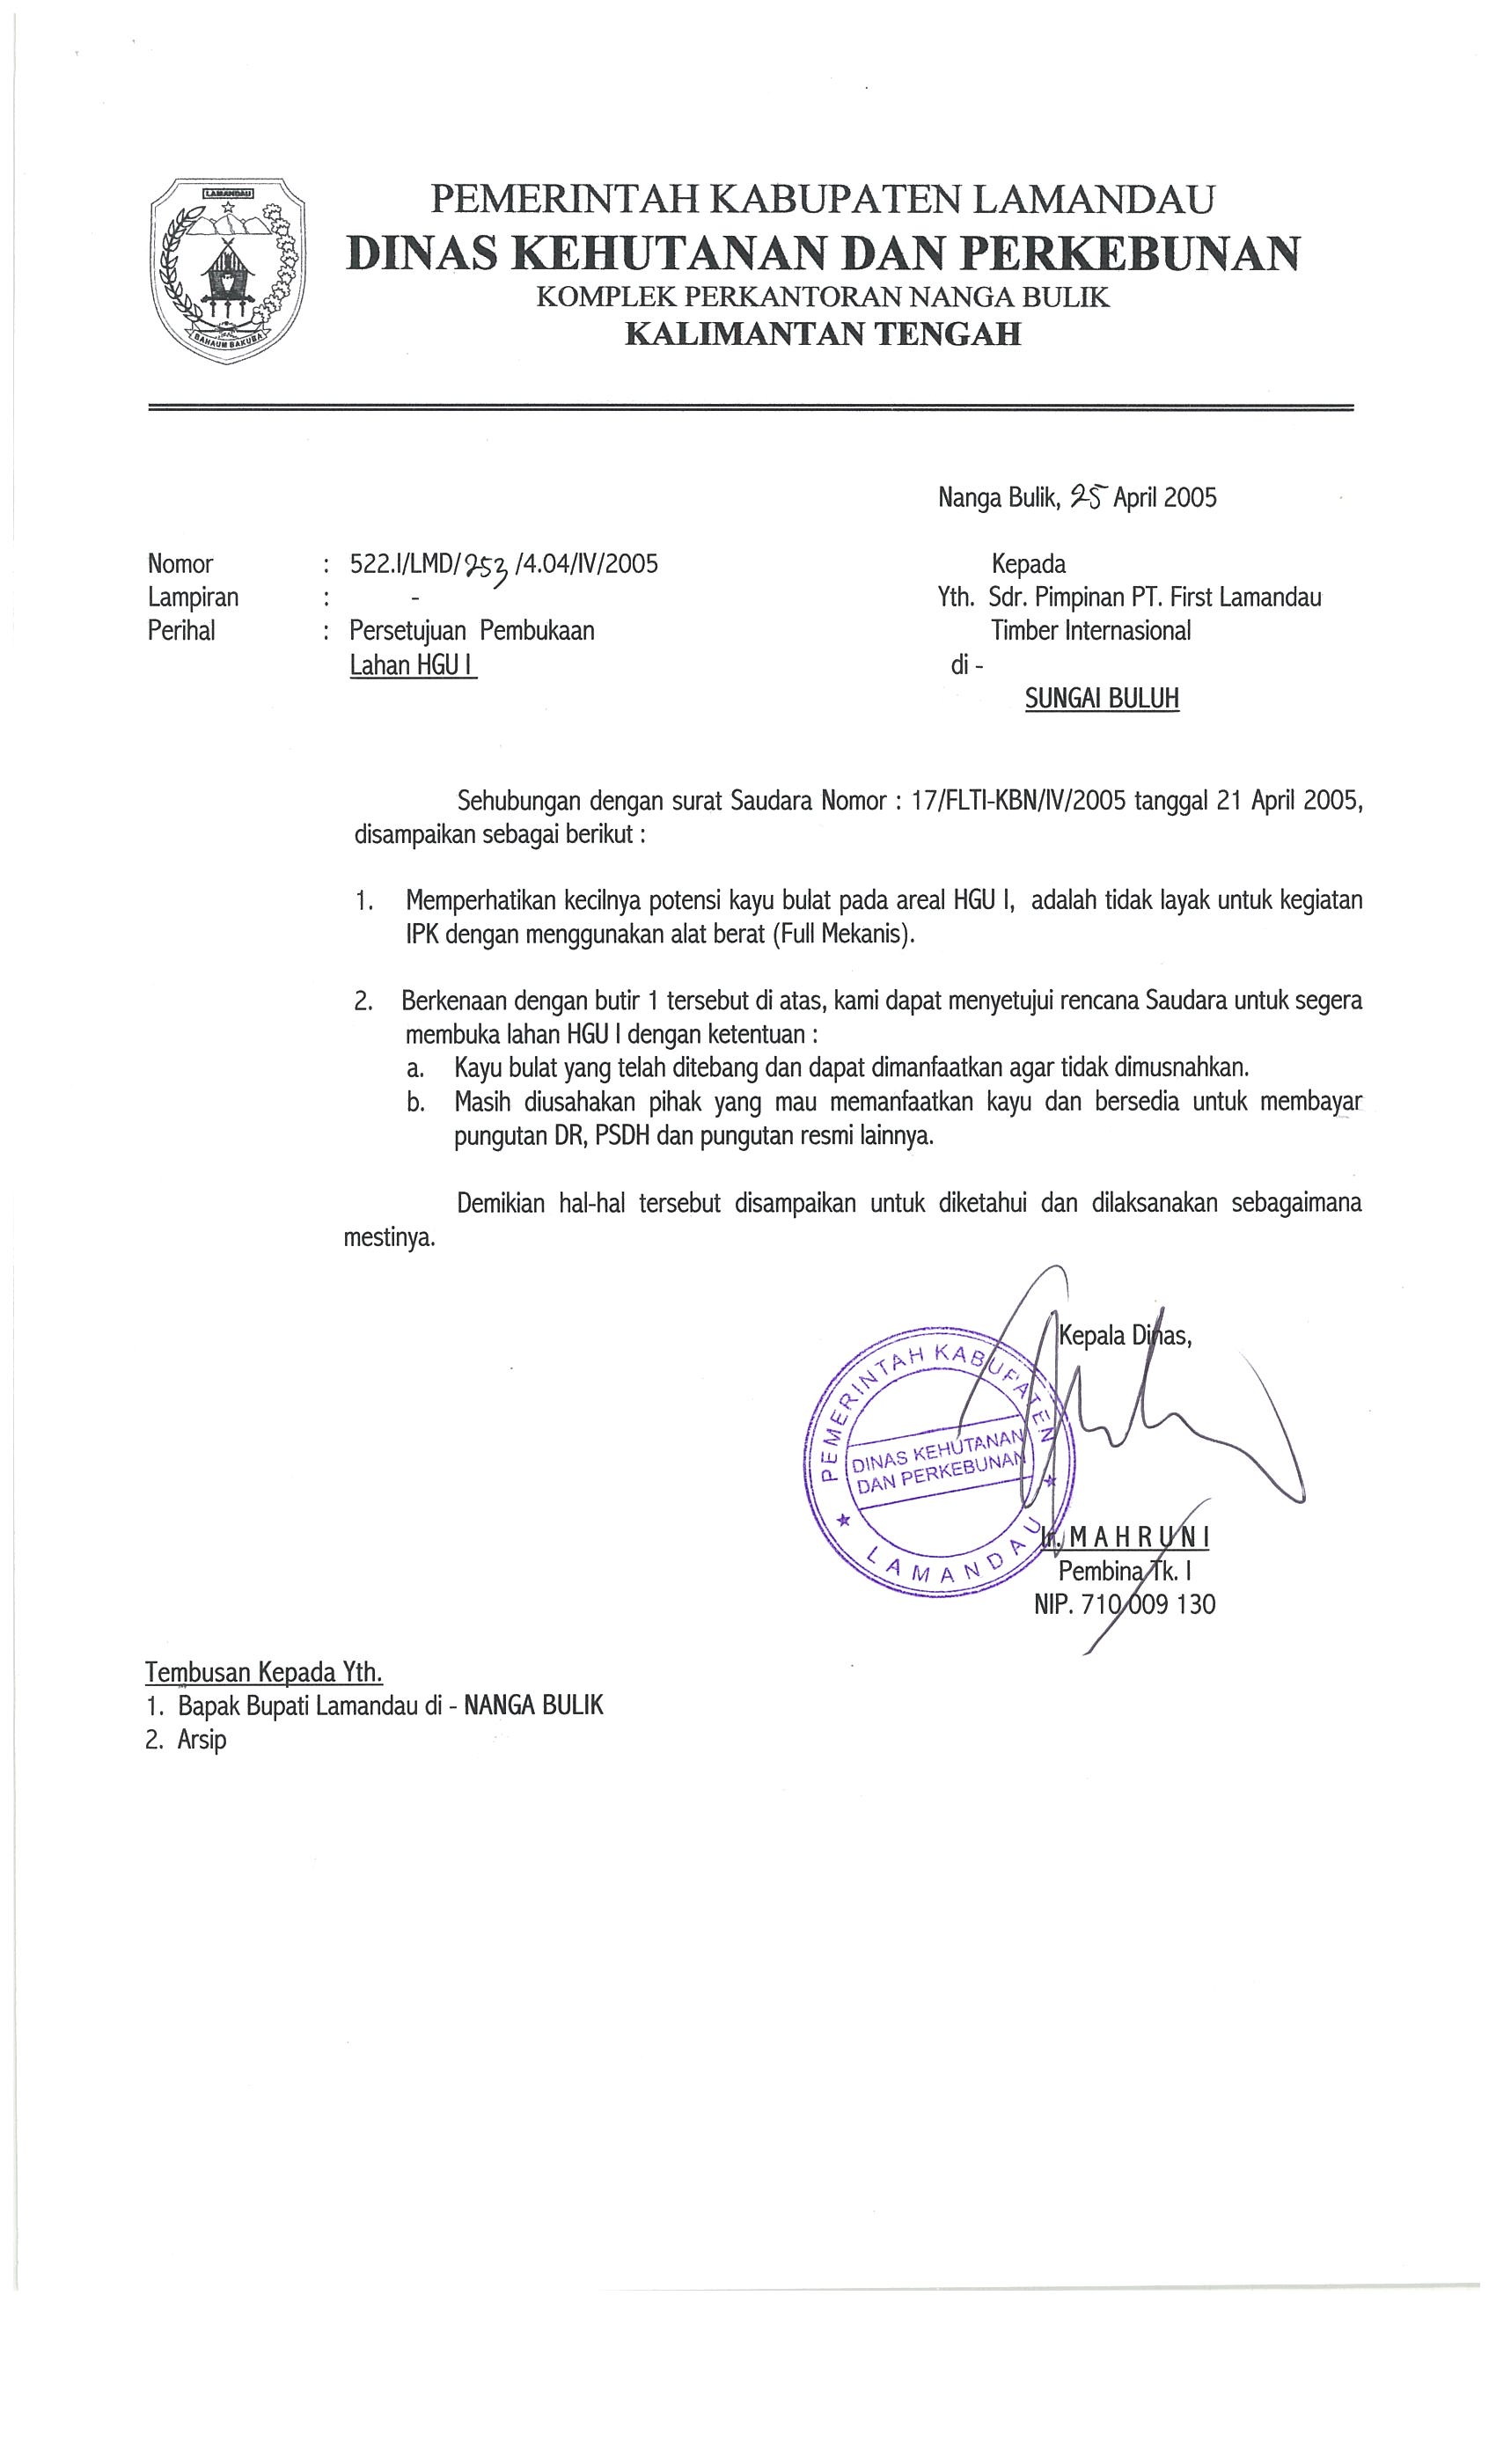 LAMANDAU
BAHAUM BAKUBA
PEMERINTAH KABUPATEN LAMANDAU
DINAS KEHUTANAN DAN PERKEBUNAN
KOMPLEK PERKANTORAN NANGA BULIK
KALIMANTAN TENGAH
Nanga Bulik, 25 April 2005
Nomor : 522.I/LMD/253/4.04/IV/2005
Lampiran : -
Perihal : Persetujuan Pembukaan
Lahan HGU I
Kepada
Yth. Sdr. Pimpinan PT. First Lamandau
Timber Internasional
di -
SUNGAI BULUH
Sehubungan dengan surat Saudara Nomor : 17/FLTI-KBN/IV/2005 tanggal 21 April 2005,
disampaikan sebagai berikut :
1. Memperhatikan kecilnya potensi kayu bulat pada areal HGU I, adalah tidak layak untuk kegiatan
IPK dengan menggunakan alat berat (Full Mekanis).
2. Berkenaan dengan butir 1 tersebut di atas, kami dapat menyetujui rencana Saudara untuk segera
membuka lahan HGU I dengan ketentuan :
a. Kayu bulat yang telah ditebang dan dapat dimanfaatkan agar tidak dimusnahkan.
b. Masih diusahakan pihak yang mau memanfaatkan kayu dan bersedia untuk membayar
pungutan DR, PSDH dan pungutan resmi lainnya.
Demikian hal-hal tersebut disampaikan untuk diketahui dan dilaksanakan sebagaimana
mestinya.
Kepala Dinas,
PEMERINTAH KABUPATEN
DINAS KEHUTANAN
DAN PERKEBUNAN
LAMANDAU
Ir. M A H R U N I
Pembina Tk. I
NIP. 710 009 130
Tembusan Kepada Yth.
1. Bapak Bupati Lamandau di - NANGA BULIK
2. Arsip